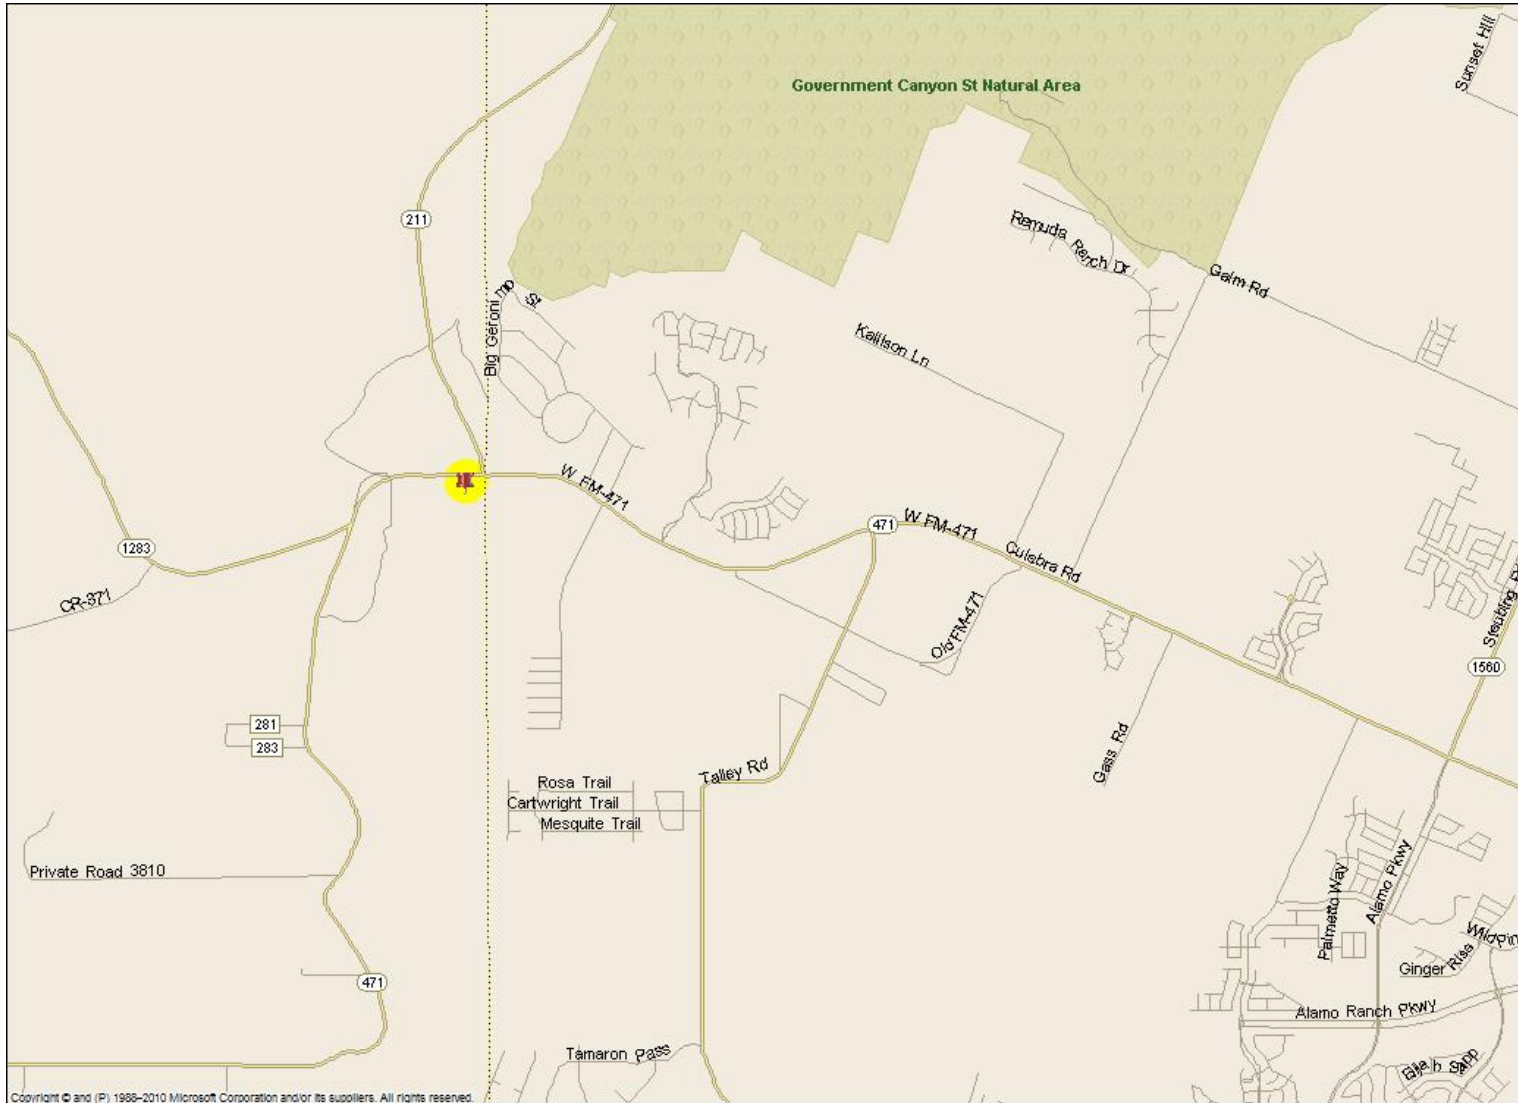 Sunset Hill
Government Canyon St Natural Area
211
Remuda Ranch Dr
Galm Rd
Big Geronimo St
Kallison Ln
W FM-471
471
W FM-471
Culebra Rd
1283
CR-371
Old FM-471
Steubing
1560
281
283
Gass Rd
Talley Rd
Rosa Trail
Cartwright Trail
Mesquite Trail
Private Road 3810
Palmetto Way
Alamo Pkwy
Ginger Rise
471
Alamo Ranch Pkwy
Tamaron Pass
Copyright © and (P) 1988–2010 Microsoft Corporation and/or its suppliers. All rights reserved.